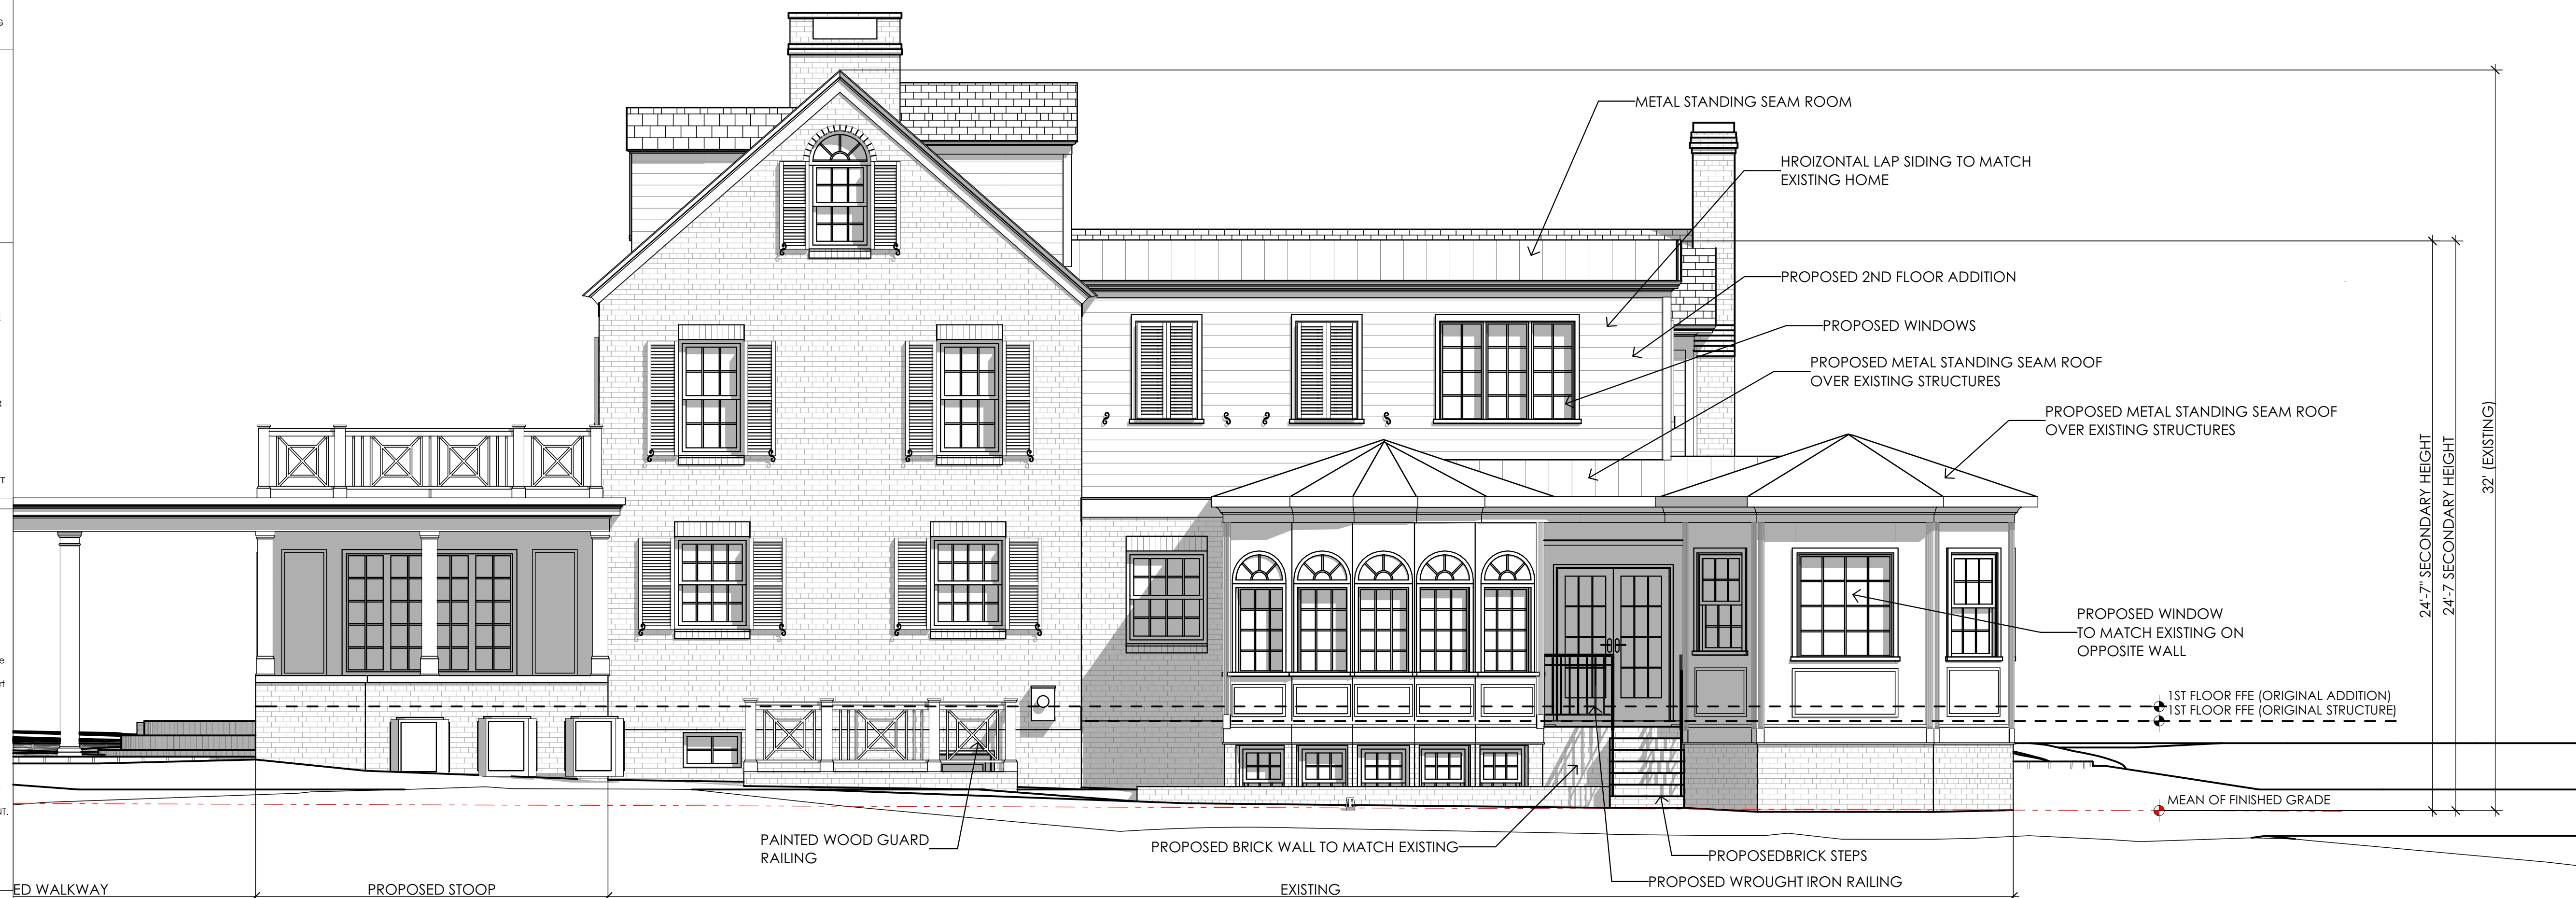 METAL STANDING SEAM ROOM
HROIZONTAL LAP SIDING TO MATCH
EXISTING HOME
PROPOSED 2ND FLOOR ADDITION
PROPOSED WINDOWS
PROPOSED METAL STANDING SEAM ROOF
OVER EXISTING STRUCTURES
PROPOSED METAL STANDING SEAM ROOF
OVER EXISTING STRUCTURES
24'-7" SECONDARY HEIGHT
24'-7 SECONDARY HEIGHT
32' (EXISTING)
PROPOSED WINDOW
TO MATCH EXISTING ON
OPPOSITE WALL
1ST FLOOR FFE (ORIGINAL ADDITION)
1ST FLOOR FFE (ORIGINAL STRUCTURE)
MEAN OF FINISHED GRADE
PAINTED WOOD GUARD
RAILING
PROPOSED BRICK WALL TO MATCH EXISTING
PROPOSEDBRICK STEPS
PROPOSED WROUGHT IRON RAILING
ED WALKWAY
PROPOSED STOOP
EXISTING